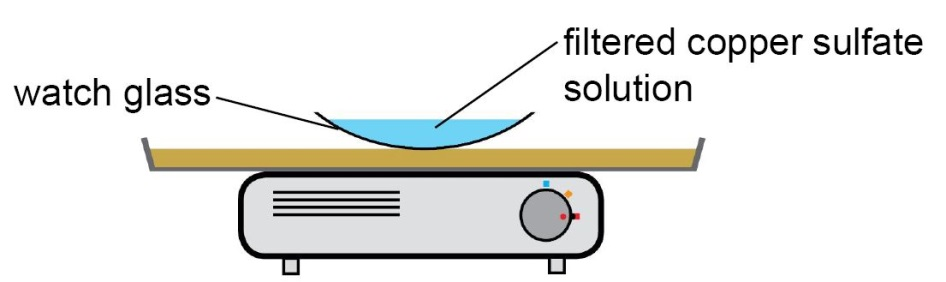 filtered copper sulfate
solution
watch glass